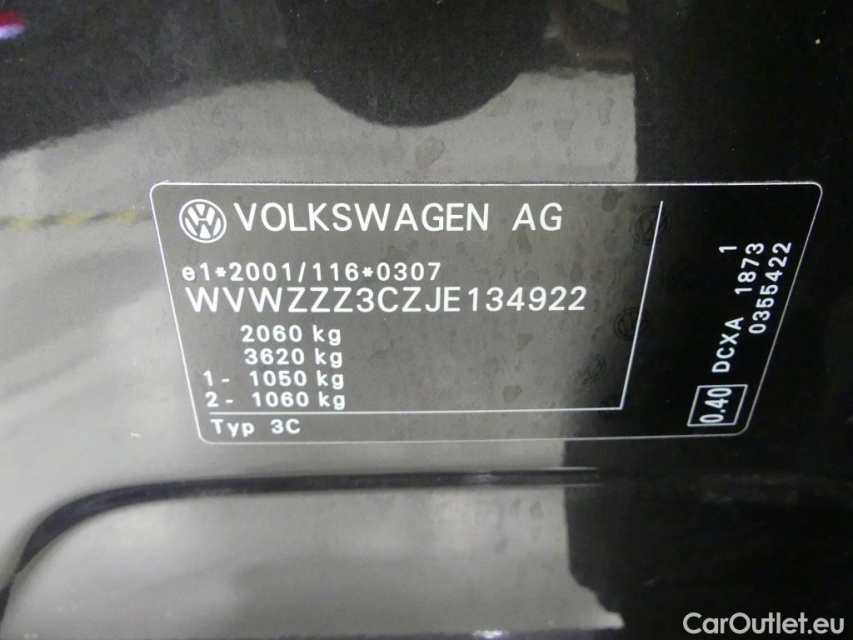 VOLKSWAGEN AG
e1*2001/116*0307
WVWZZZ3CZJE134922
2060 kg
3620 kg
1- 1050 kg
2- 1060 kg
Typ 3C
0.40 DCXA 1873 1
0355422
CarOutlet.eu